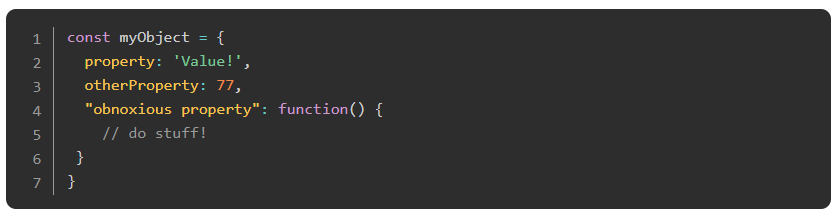 1 const myObject = {
2   property: 'Value!',
3   otherProperty: 77,
4   "obnoxious property": function() {
5     // do stuff!
6  }
7 }